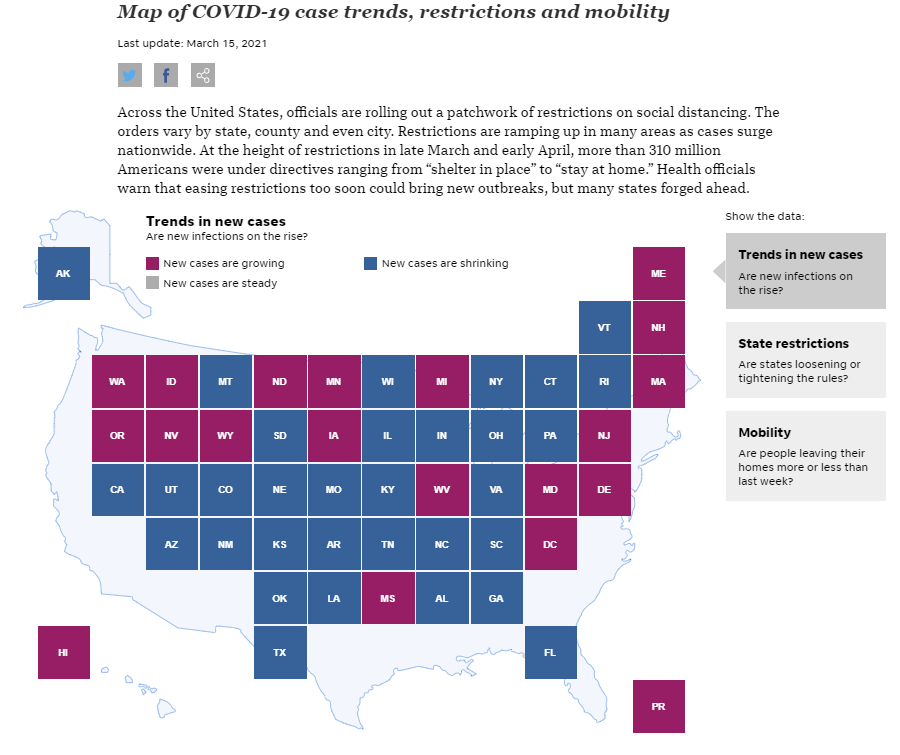 Map of COVID-19 case trends, restrictions and mobility
Last update: March 15, 2021
Across the United States, officials are rolling out a patchwork of restrictions on social distancing. The
orders vary by state, county and even city. Restrictions are ramping up in many areas as cases surge
nationwide. At the height of restrictions in late March and early April, more than 310 million
Americans were under directives ranging from “shelter in place” to “stay at home.” Health officials
warn that easing restrictions too soon could bring new outbreaks, but many states forged ahead.
Trends in new cases
Are new infections on the rise?
New cases are growing
New cases are shrinking
New cases are steady
Show the data:
Trends in new cases
Are new infections on
the rise?
State restrictions
Are states loosening or
tightening the rules?
Mobility
Are people leaving their
homes more or less than
last week?
AK
ME
VT
NH
WA
ID
MT
ND
MN
WI
MI
NY
CT
RI
MA
OR
NV
WY
SD
IA
IL
IN
OH
PA
NJ
CA
UT
CO
NE
MO
KY
WV
VA
MD
DE
AZ
NM
KS
AR
TN
NC
SC
DC
OK
LA
MS
AL
GA
HI
TX
FL
PR